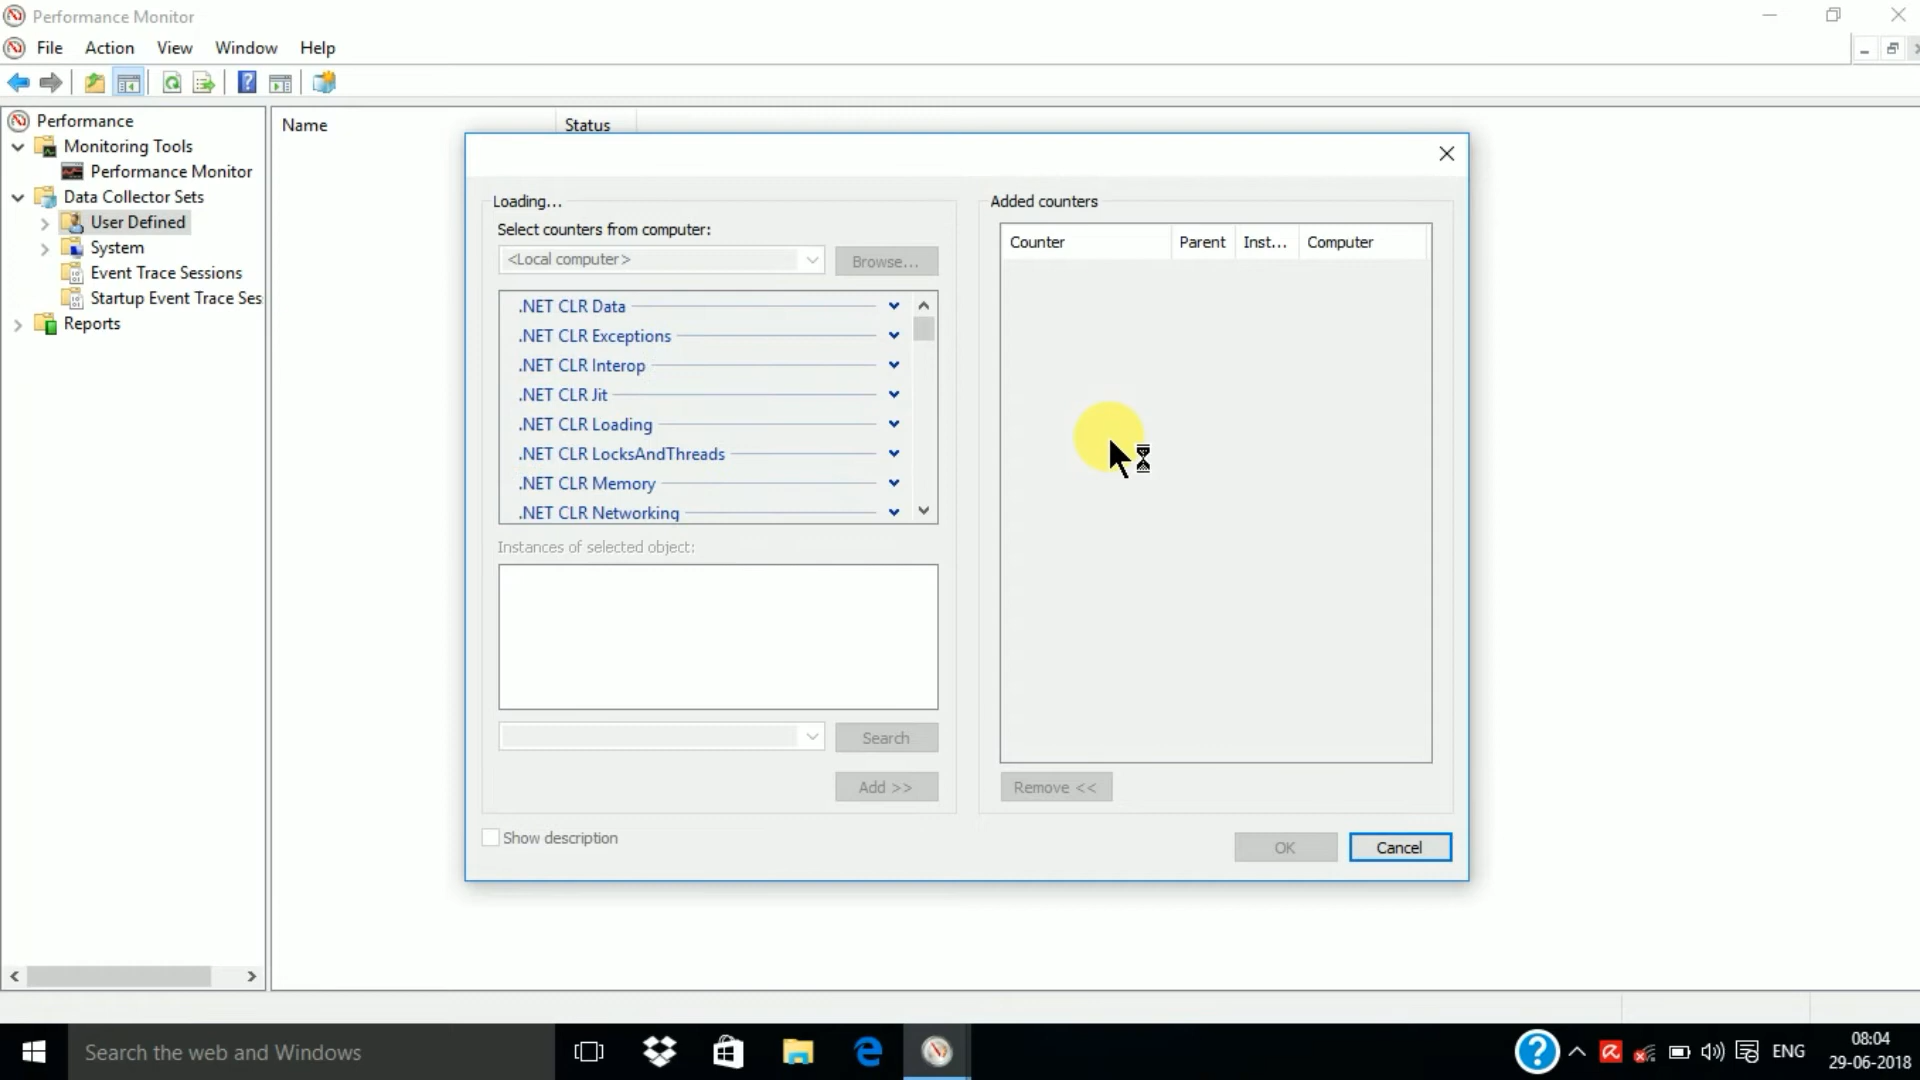 Performance Monitor
File Action View Window Help
Performance
Monitoring Tools
Performance Monitor
Data Collector Sets
User Defined
System
Event Trace Sessions
Startup Event Trace Ses
Reports
Name Status
Loading...
Select counters from computer:
<Local computer>
Browse...
.NET CLR Data
.NET CLR Exceptions
.NET CLR Interop
.NET CLR Jit
.NET CLR Loading
.NET CLR LocksAndThreads
.NET CLR Memory
.NET CLR Networking
Instances of selected object:
Search
Add >>
Show description
Added counters
Counter Parent Inst... Computer
Remove <<
OK Cancel
Search the web and Windows
ENG
08:04
29-06-2018